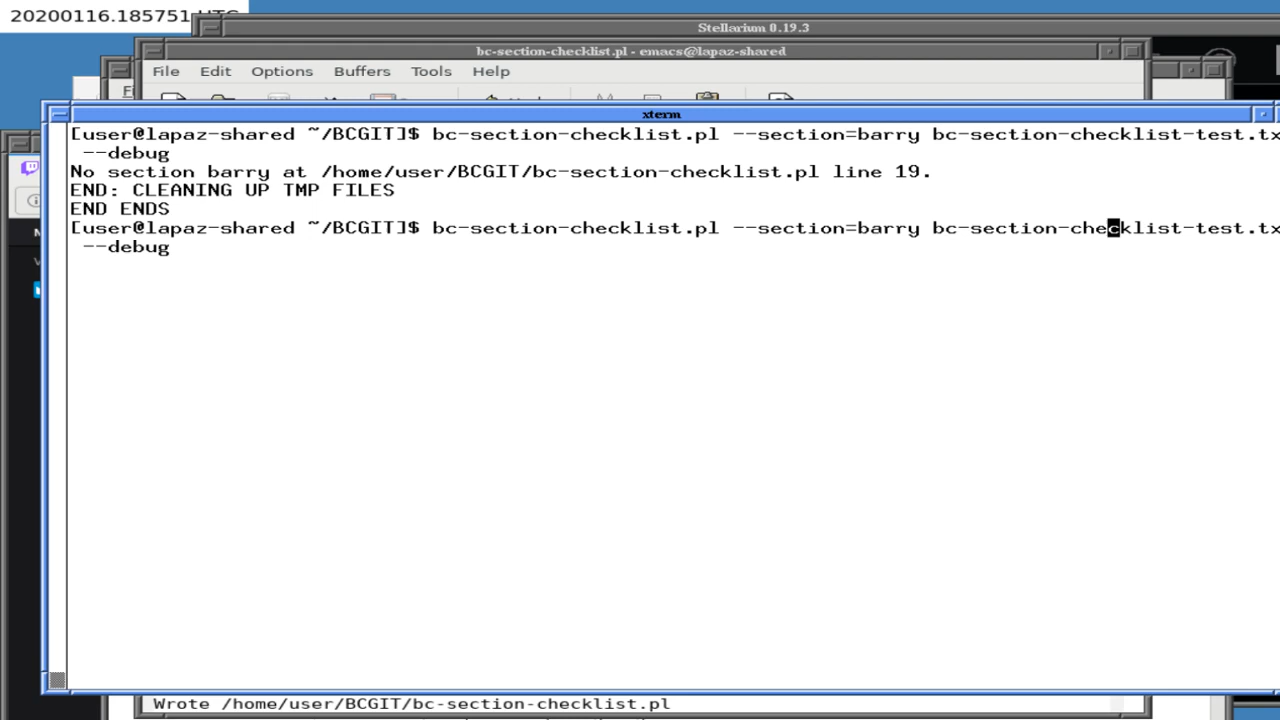 20200116.185751 UTC
Stellarium 0.19.3
bc-section-checklist.pl - emacs@lapaz-shared
File Edit Options Buffers Tools Help
xterm
[user@lapaz-shared ~/BCGIT]$ bc-section-checklist.pl --section=barry bc-section-checklist-test.tx
--debug
No section barry at /home/user/BCGIT/bc-section-checklist.pl line 19.
END: CLEANING UP TMP FILES
END ENDS
[user@lapaz-shared ~/BCGIT]$ bc-section-checklist.pl --section=barry bc-section-checklist-test.tx
--debug
Wrote /home/user/BCGIT/bc-section-checklist.pl